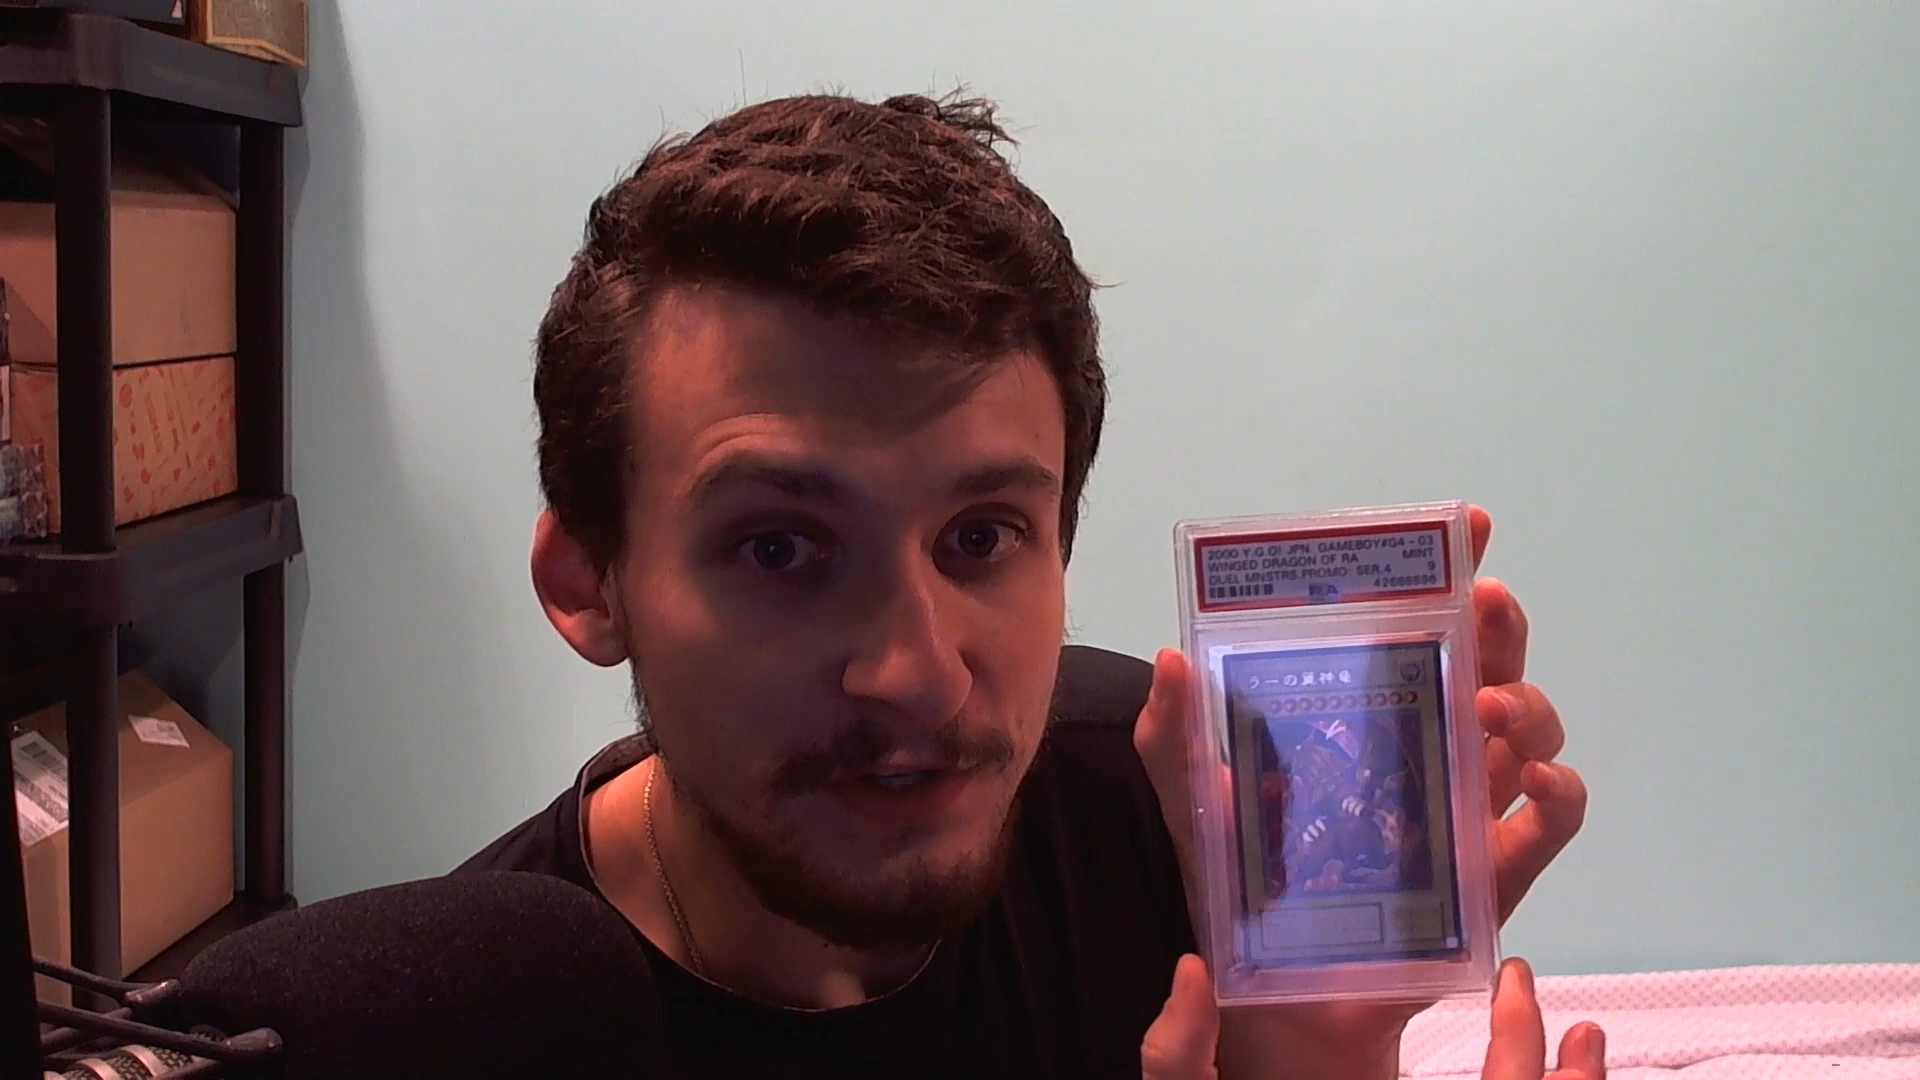 2000 Y.G.O! JPN. GAMEBOY #G4-03
WINGED DRAGON OF RA MINT
DUEL MNSTRS.PROMO: SER.4 9
PSA 42668896
ラーの翼神竜